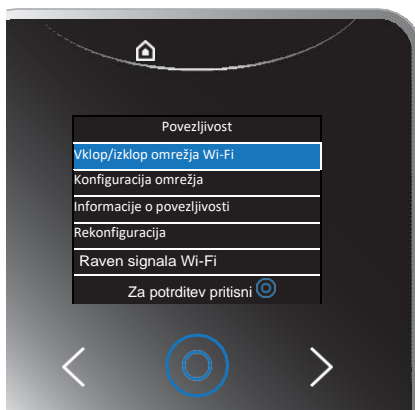 Povezljivost
Vklop/izklop omrežja Wi-Fi
Konfiguracija omrežja
Informacije o povezljivosti
Rekonfiguracija
Raven signala Wi-Fi
Za potrditev pritisni